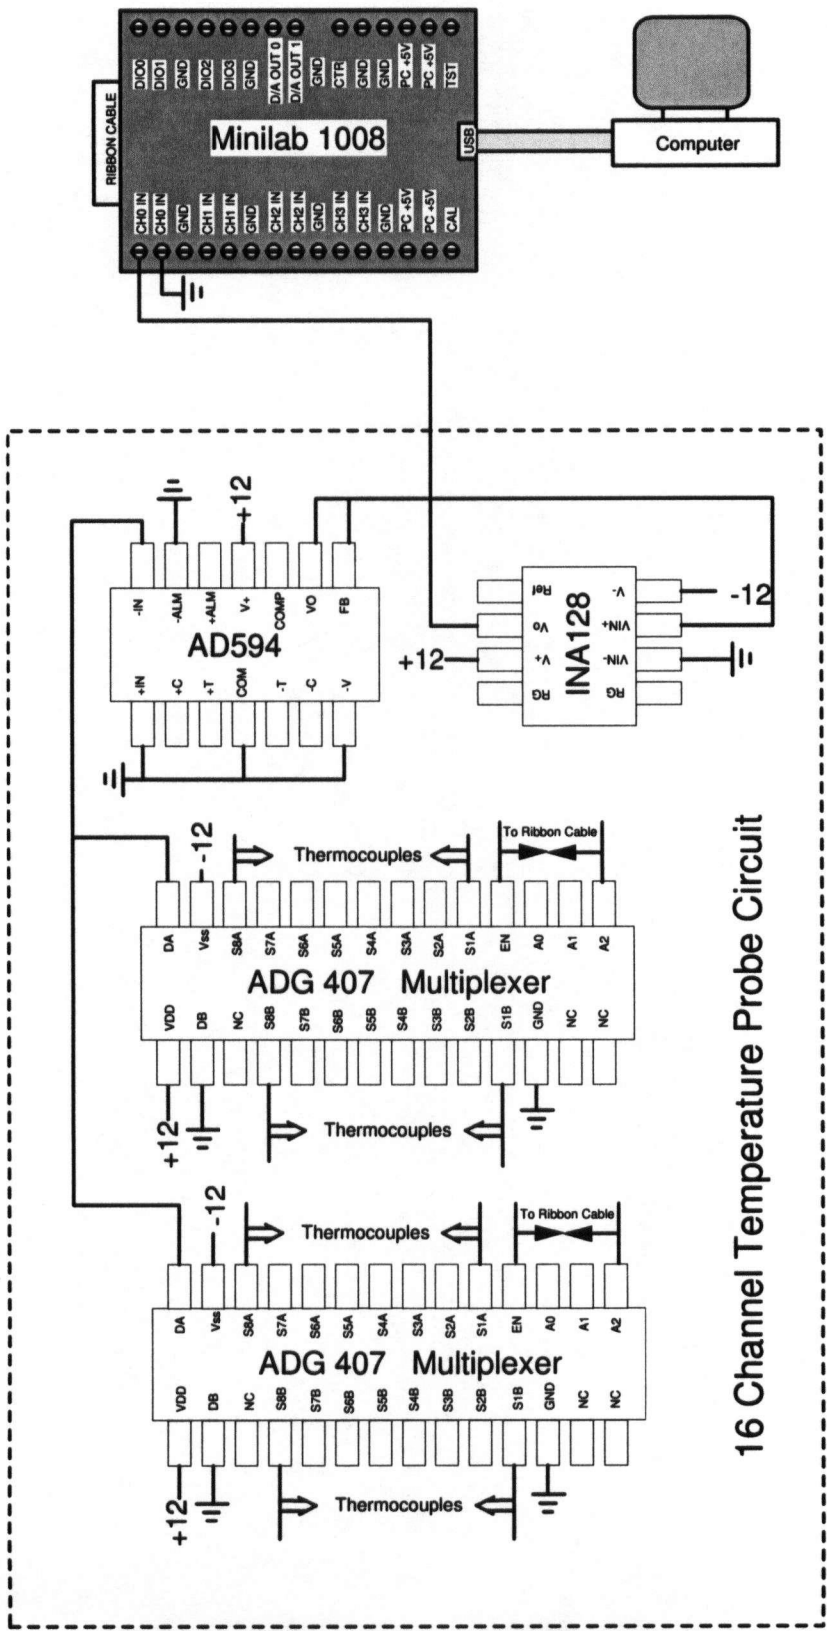 DIO0
DIO1
GND
DIO2
DIO3
GND
D/A OUT 0
D/A OUT 1
GND
CTR
GND
GND
PC +5V
PC +5V
TST
RIBBON CABLE
Minilab 1008
USB
Computer
CH0 IN
CH0 IN
GND
CH1 IN
CH1 IN
GND
CH2 IN
CH2 IN
GND
CH3 IN
CH3 IN
GND
PC +5V
PC +5V
CAL
+12
-IN
-ALM
+ALM
V+
COMP
VO
FB
AD594
+IN
+C
+T
COM
-T
-C
-V
Ref
Vo
V+
RG
+12
INA128
V-
VIN+
VIN-
RG
-12
-12
Thermocouples
To Ribbon Cable
DA
Vss
S8A
S7A
S6A
S5A
S4A
S3A
S2A
S1A
EN
A0
A1
A2
ADG 407 Multiplexer
VDD
DB
NC
S8B
S7B
S6B
S5B
S4B
S3B
S2B
S1B
GND
NC
NC
+12
Thermocouples
-12
Thermocouples
To Ribbon Cable
DA
Vss
S8A
S7A
S6A
S5A
S4A
S3A
S2A
S1A
EN
A0
A1
A2
ADG 407 Multiplexer
VDD
DB
NC
S8B
S7B
S6B
S5B
S4B
S3B
S2B
S1B
GND
NC
NC
+12
Thermocouples
16 Channel Temperature Probe Circuit